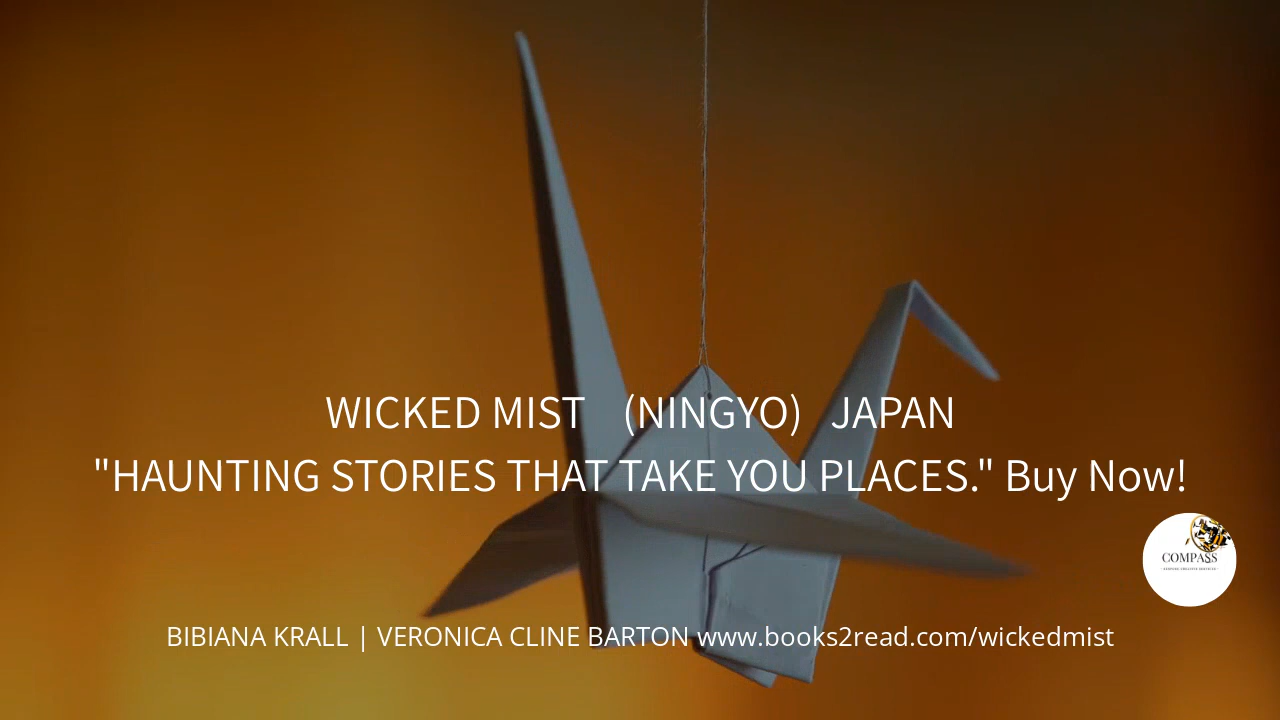 WICKED MIST (NINGYO) JAPAN
"HAUNTING STORIES THAT TAKE YOU PLACES." Buy Now!
COMPASS
BIBIANA KRALL | VERONICA CLINE BARTON www.books2read.com/wickedmist